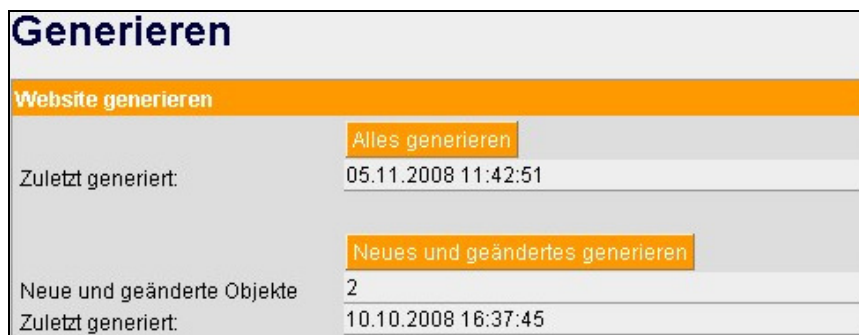 Generieren
Website generieren
Alles generieren
Zuletzt generiert: 05.11.2008 11:42:51
Neues und geändertes generieren
Neue und geänderte Objekte 2
Zuletzt generiert: 10.10.2008 16:37:45